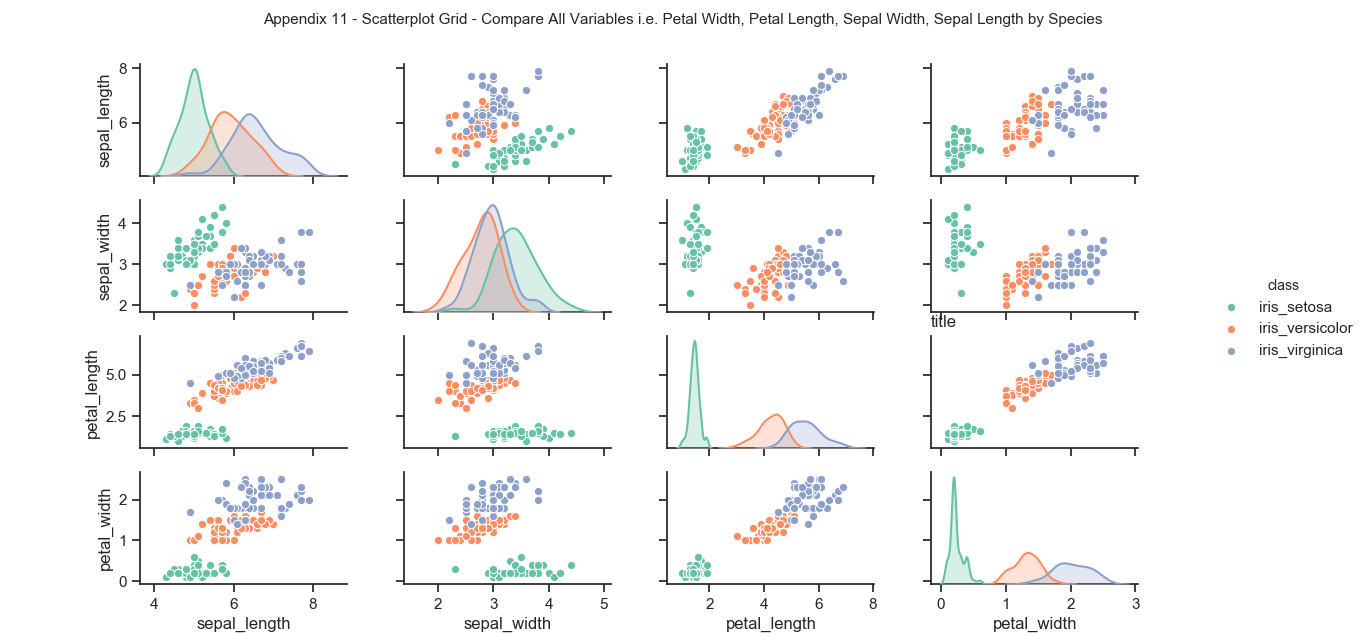 Appendix 11 - Scatterplot Grid - Compare All Variables i.e. Petal Width, Petal Length, Sepal Width, Sepal Length by Species
sepal_length
8
6
sepal_width
4
3
2
class
iris_setosa
iris_versicolor
iris_virginica
title
petal_length
5.0
2.5
petal_width
2
1
0
4 6 8
2 3 4 5
2 4 6 8
0 1 2 3
sepal_length
sepal_width
petal_length
petal_width